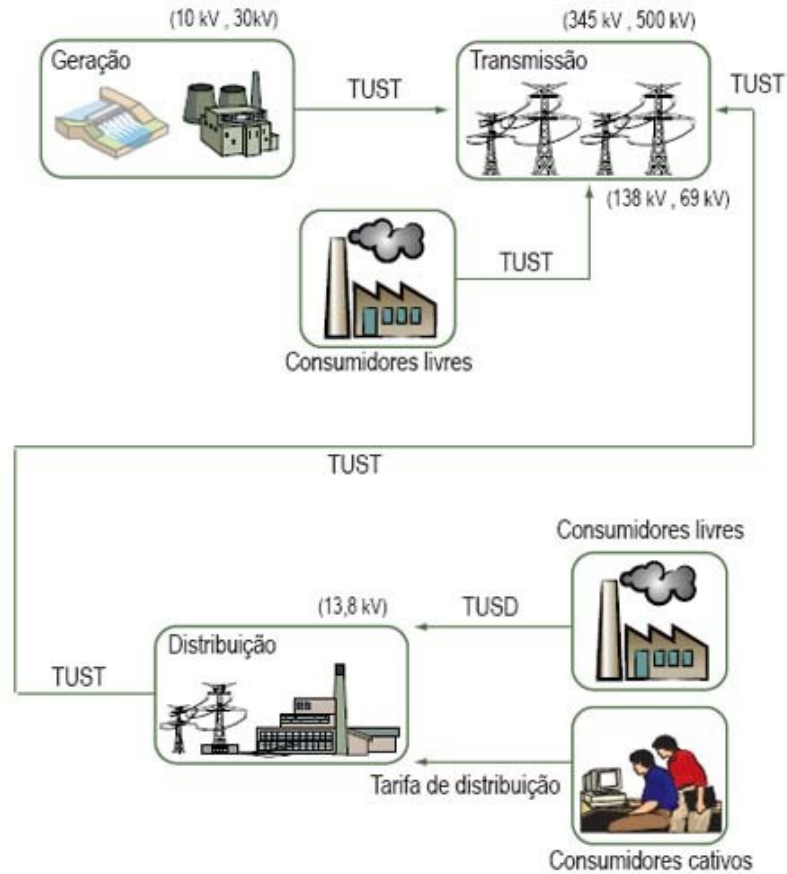 (10 kV , 30kV)
(345 kV , 500 kV)
Geração
TUST
Transmissão
TUST
(138 kV , 69 kV)
TUST
Consumidores livres
TUST
Consumidores livres
(13,8 kV)
TUSD
Distribuição
TUST
Tarifa de distribuição
Consumidores cativos